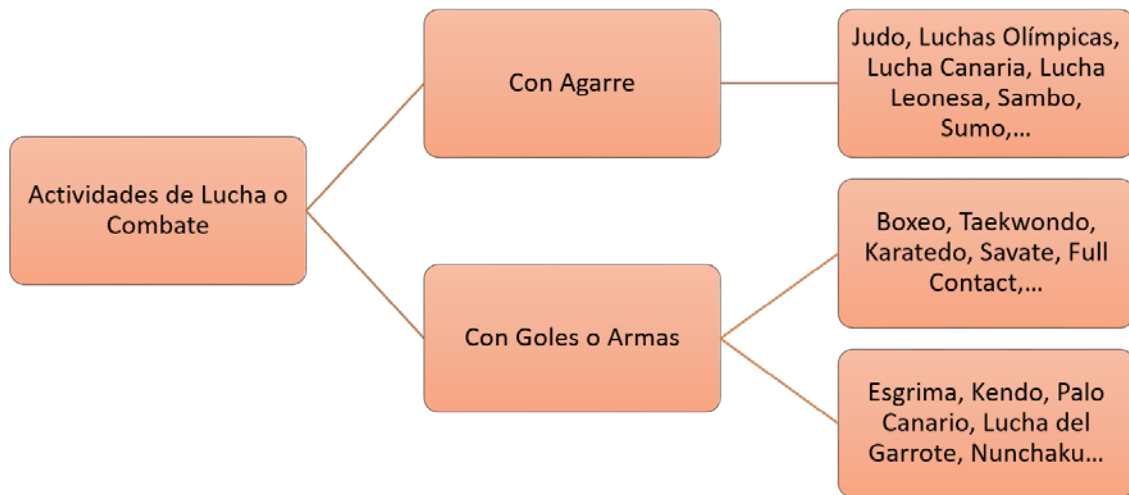 Actividades de Lucha o
Combate
Con Agarre
Judo, Luchas Olímpicas,
Lucha Canaria, Lucha
Leonesa, Sambo,
Sumo,...
Con Goles o Armas
Boxeo, Taekwondo,
Karatedo, Savate, Full
Contact,...
Esgrima, Kendo, Palo
Canario, Lucha del
Garrote, Nunchaku...